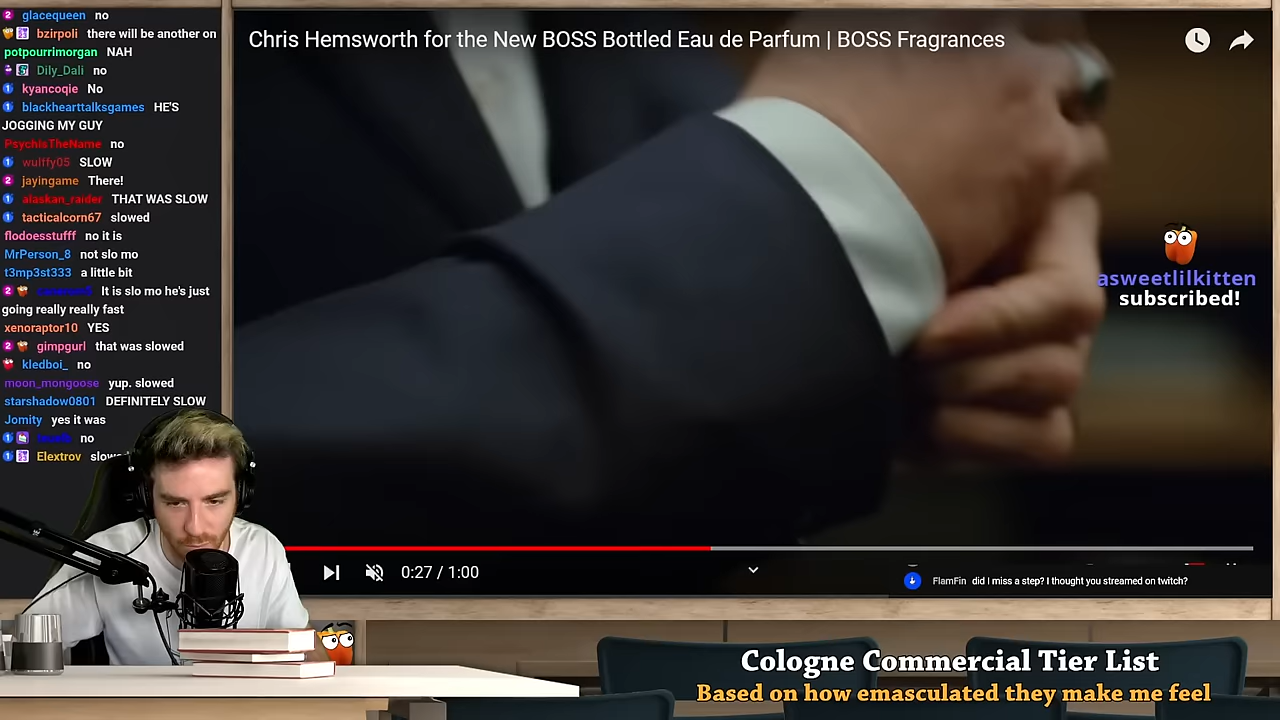 glacequeen no
bzirpoli there will be another on
potpourrimorgan NAH
Dily_Dali no
kyancoqie No
blackhearttalksgames HE'S
JOGGING MY GUY
PsychisTheName no
wulffy05 SLOW
jayingame There!
alaskan_raider THAT WAS SLOW
tacticalcorn67 slowed
flodoesstufff no it is
MrPerson_8 not slo mo
t3mp3st333 a little bit
It is slo mo he's just
going really really fast
xenoraptor10 YES
gimpgurl that was slowed
kledboi_ no
moon_mongoose yup. slowed
starshadow0801 DEFINITELY SLOW
Jomity yes it was
no
Elextrov
Chris Hemsworth for the New BOSS Bottled Eau de Parfum | BOSS Fragrances
asweetlilkitten
subscribed!
0:27 / 1:00
FlamFin did I miss a step? I thought you streamed on twitch?
Cologne Commercial Tier List
Based on how emasculated they make me feel